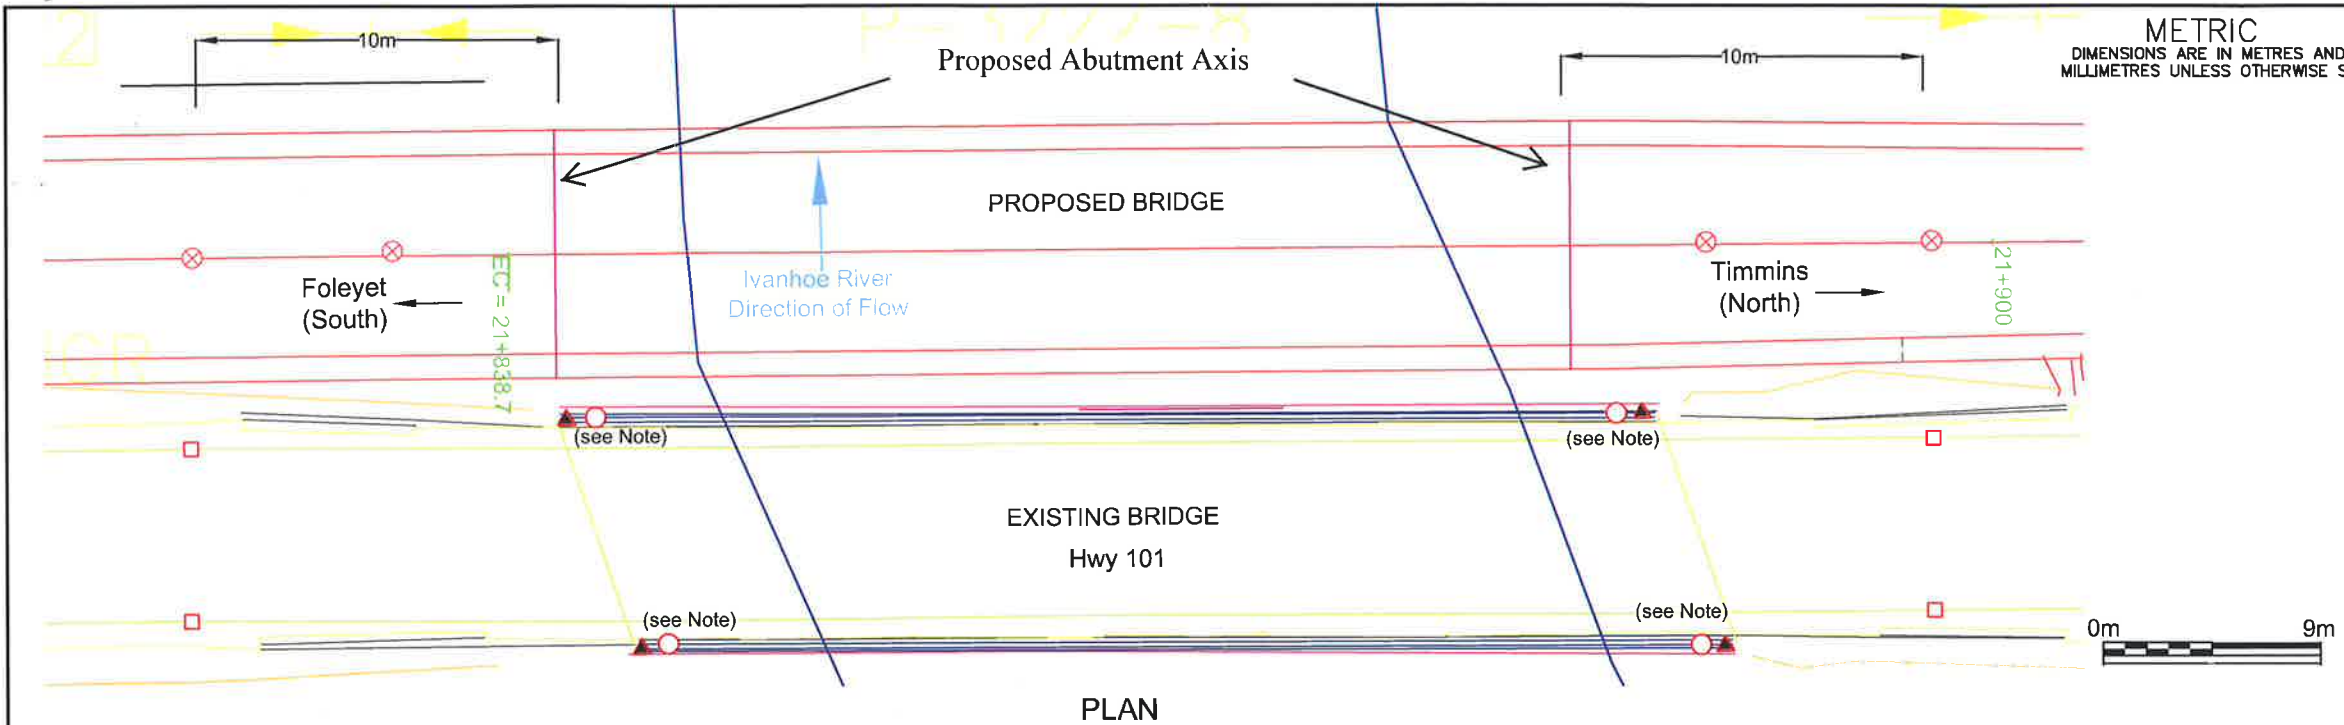 10m
Proposed Abutment Axis
10m
METRIC
DIMENSIONS ARE IN METRES AND
MILLIMETRES UNLESS OTHERWISE S
PROPOSED BRIDGE
Foleyet
(South)
EC = 21+838.7
Ivanhoe River
Direction of Flow
Timmins
(North)
21+900
(see Note)
(see Note)
EXISTING BRIDGE
Hwy 101
(see Note)
(see Note)
0m
9m
PLAN